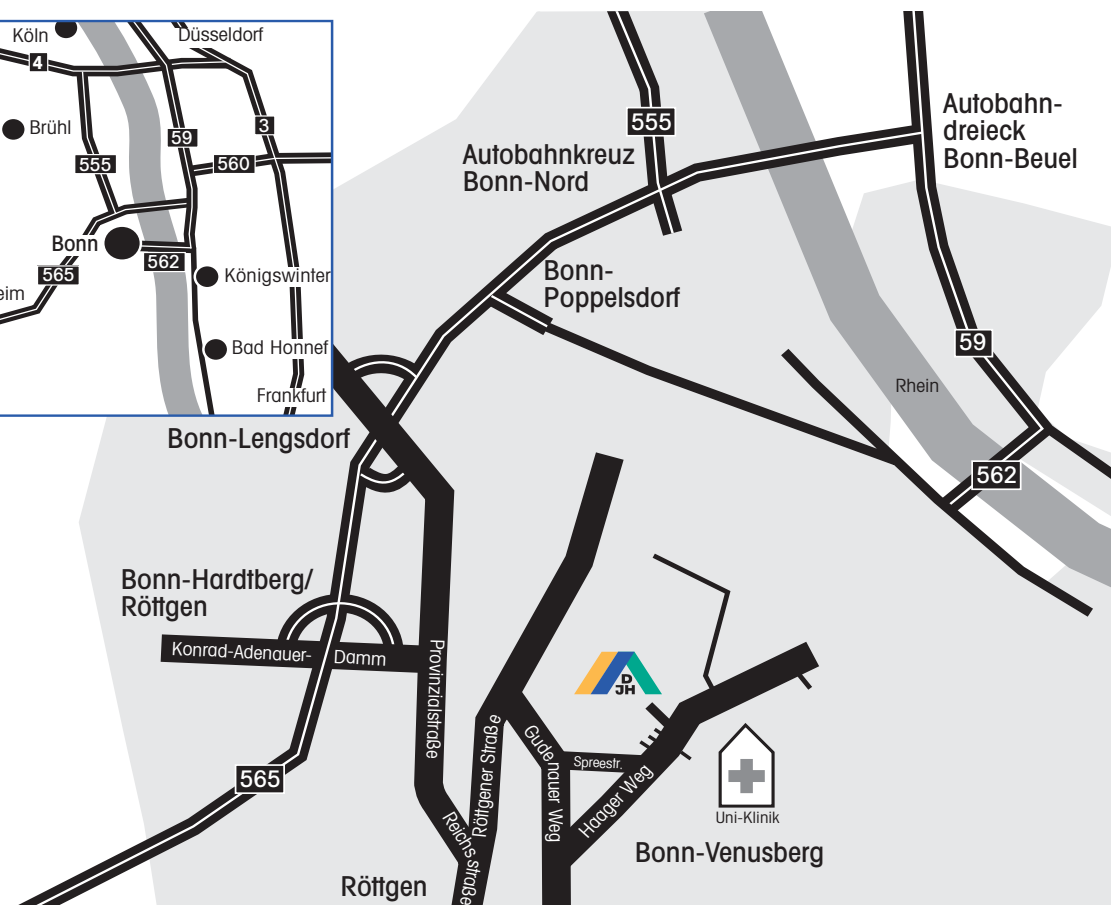 Köln
Düsseldorf
4
Brühl
59
3
555
560
Bonn
562
565
Königswinter
eim
Bad Honnef
Frankfurt
555
Autobahnkreuz
Bonn-Nord
Autobahn-
dreieck
Bonn-Beuel
Bonn-
Poppelsdorf
59
Rhein
Bonn-Lengsdorf
562
Bonn-Hardtberg/
Röttgen
Konrad-Adenauer-Damm
Provinzialstraße
D
JH
Röttgener Straße
Gudenauer Weg
Spreestr.
Haager Weg
565
Reichsstraße
Uni-Klinik
Bonn-Venusberg
Röttgen